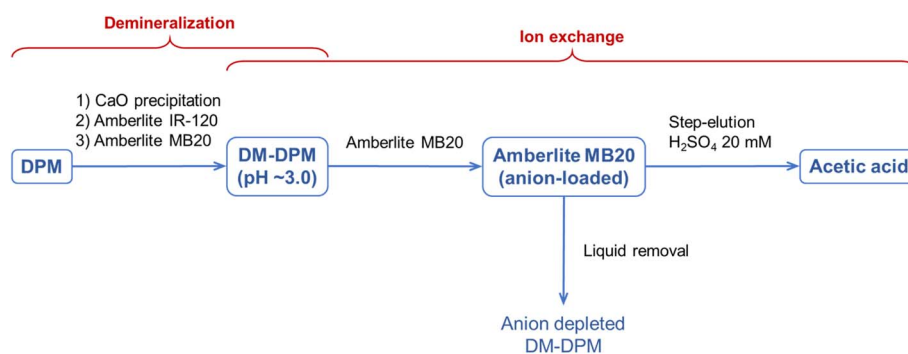 Demineralization
Ion exchange
1) CaO precipitation
2) Amberlite IR-120
3) Amberlite MB20
DPM
DM-DPM
(pH ~3.0)
Amberlite MB20
Amberlite MB20
(anion-loaded)
Step-elution
H₂SO₄ 20 mM
Acetic acid
Liquid removal
Anion depleted
DM-DPM